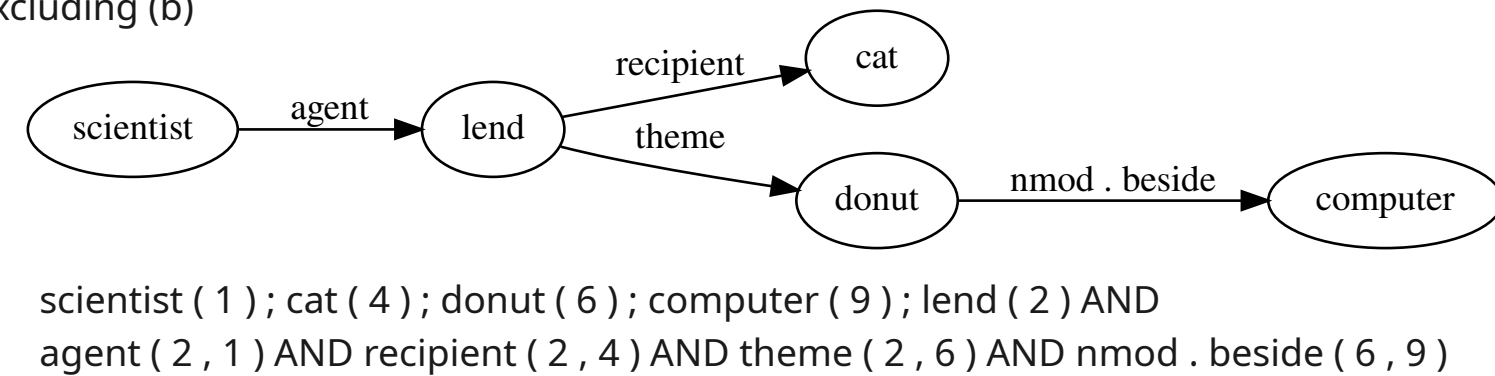 (b)
recipient
cat
agent
scientist
lend
theme
nmod . beside
donut
computer
scientist ( 1 ) ; cat ( 4 ) ; donut ( 6 ) ; computer ( 9 ) ; lend ( 2 ) AND
agent ( 2 , 1 ) AND recipient ( 2 , 4 ) AND theme ( 2 , 6 ) AND nmod . beside ( 6 , 9 )